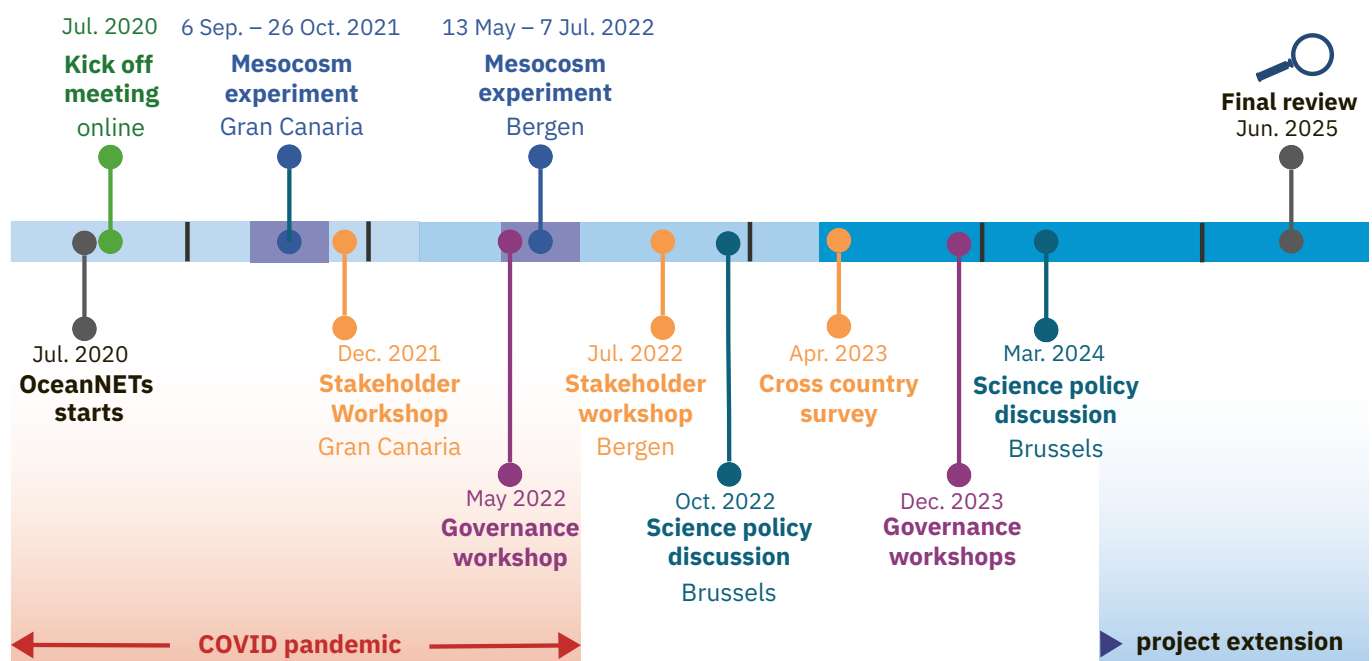 Jul. 2020
Kick off
meeting
online
6 Sep. – 26 Oct. 2021
Mesocosm
experiment
Gran Canaria
13 May – 7 Jul. 2022
Mesocosm
experiment
Bergen
Final review
Jun. 2025
Jul. 2020
OceanNETs
starts
Dec. 2021
Stakeholder
Workshop
Gran Canaria
May 2022
Governance
workshop
Jul. 2022
Stakeholder
workshop
Bergen
Oct. 2022
Science policy
discussion
Brussels
Apr. 2023
Cross country
survey
Dec. 2023
Governance
workshops
Mar. 2024
Science policy
discussion
Brussels
COVID pandemic
project extension